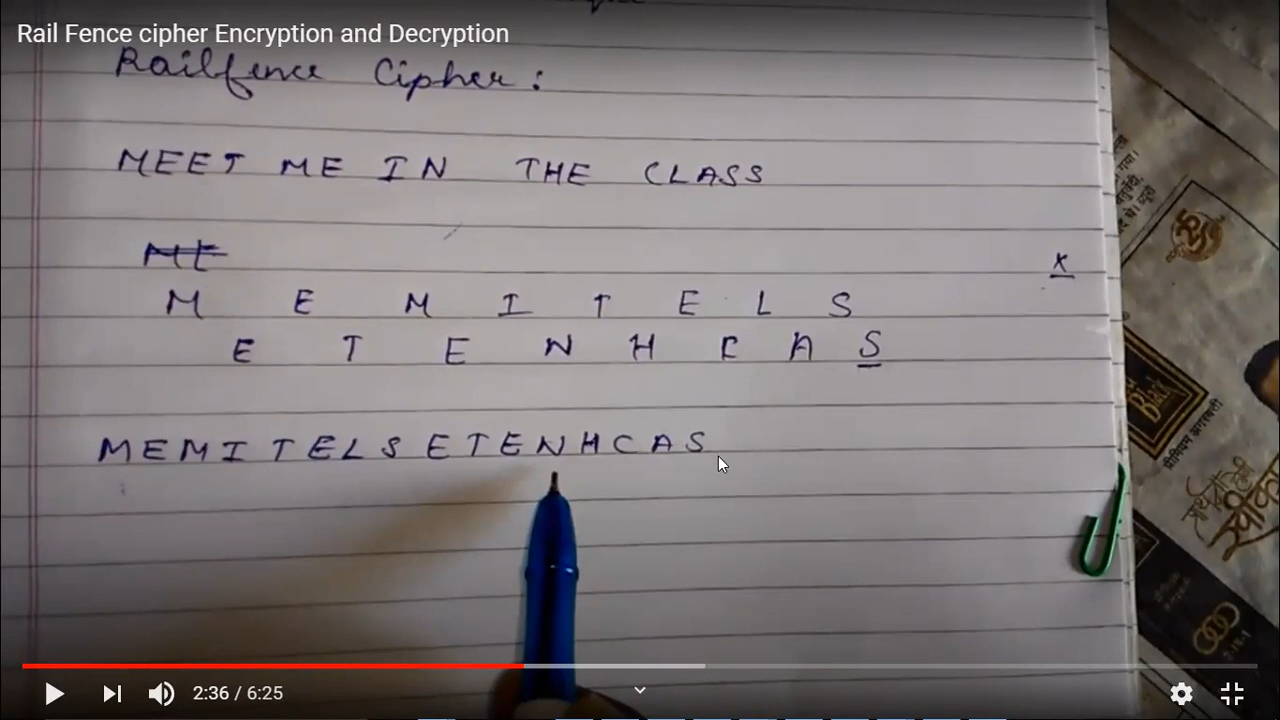 Rail Fence cipher Encryption and Decryption
Railfence Cipher:
MEET ME IN THE CLASS
ME
x
M E M I T E L S
E T E N H C A S
MEMITELSETENHCAS
Black
2:36 / 6:25